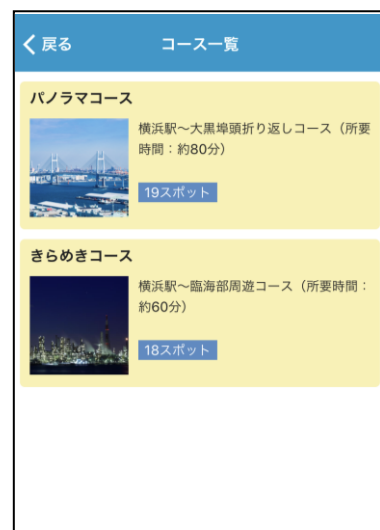 戻る
コース一覧
パノラマコース
横浜駅～大黒埠頭折り返しコース（所要
時間：約80分）
19スポット
きらめきコース
横浜駅～臨海部周遊コース（所要時間：
約60分）
18スポット